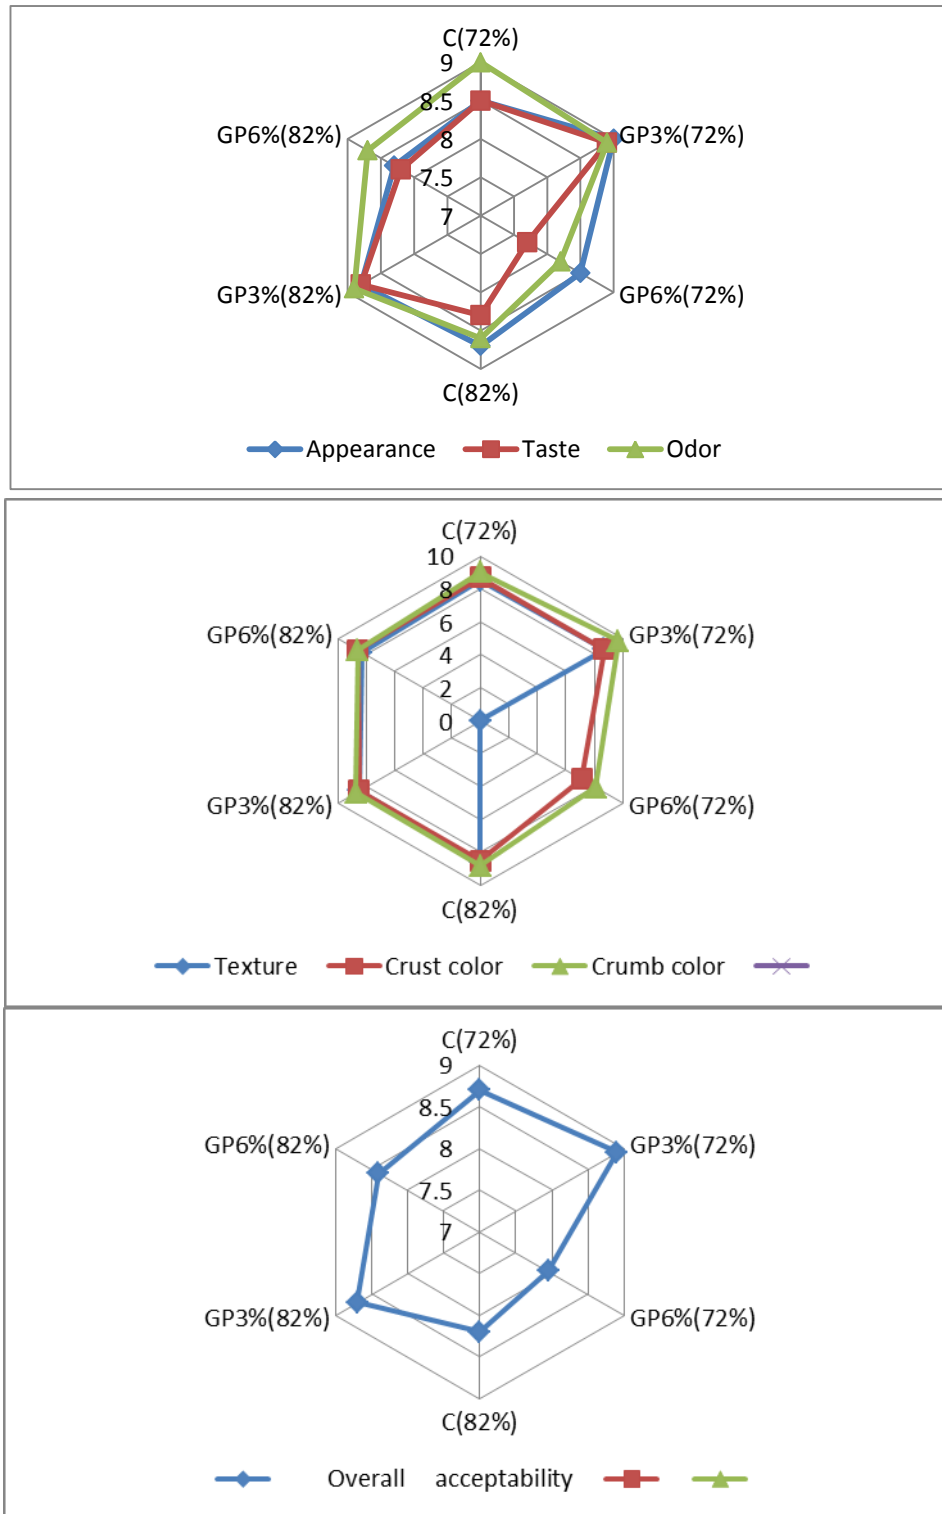 C(72%)
9
8.5
8
7.5
7
GP6%(82%)
GP3%(72%)
GP3%(82%)
GP6%(72%)
C(82%)
Appearance Taste Odor
C(72%)
10
8
6
4
2
0
GP6%(82%)
GP3%(72%)
GP3%(82%)
GP6%(72%)
C(82%)
Texture Crust color Crumb color
C(72%)
9
8.5
8
7.5
7
GP6%(82%)
GP3%(72%)
GP3%(82%)
GP6%(72%)
C(82%)
Overall acceptability